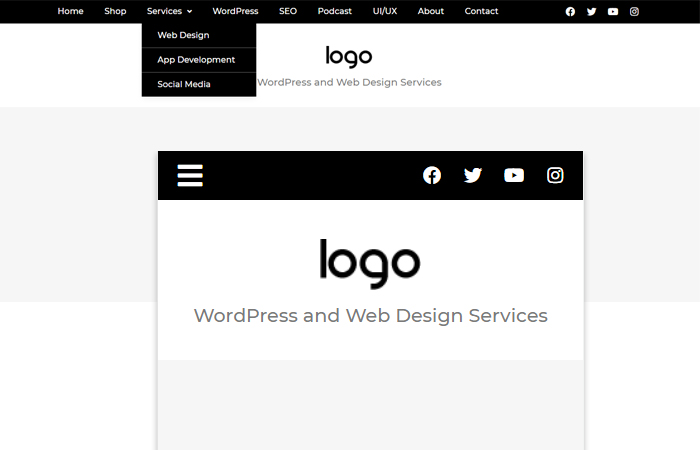 Home Shop Services WordPress SEO Podcast UI/UX About Contact
Web Design
App Development
Social Media
logo
WordPress and Web Design Services
logo
WordPress and Web Design Services